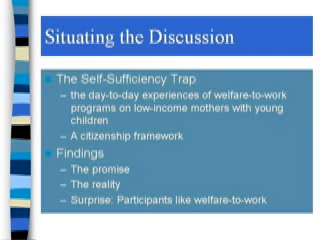 Situating the Discussion
The Self-Sufficiency Trap
– the day-to-day experiences of welfare-to-work
programs on low-income mothers with young
children
– A citizenship framework
Findings
– The promise
– The reality
– Surprise: Participants like welfare-to-work